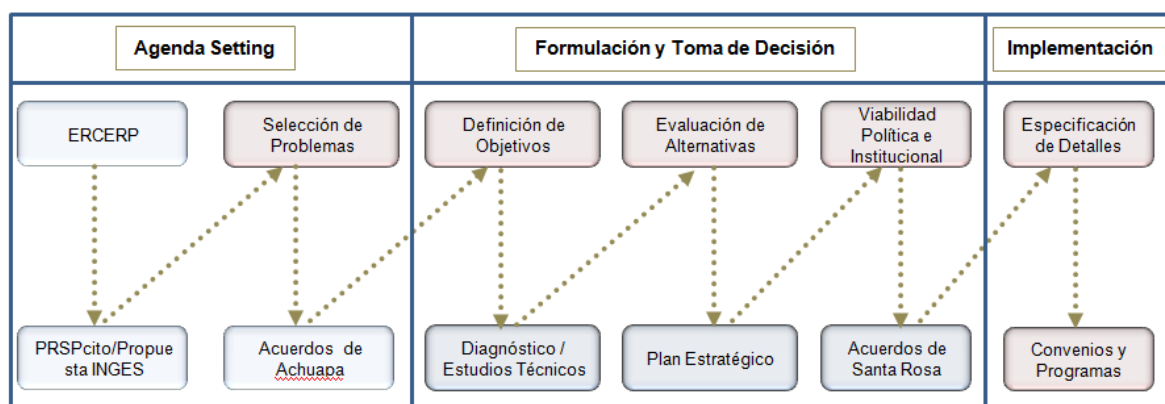 Agenda Setting
Formulación y Toma de Decisión
Implementación
ERCERP
Selección de
Problemas
Definición de
Objetivos
Evaluación de
Alternativas
Viabilidad
Política e
Institucional
Especificación
de Detalles
PRSPcito/Propue
sta INGES
Acuerdos de
Achuapa
Diagnóstico /
Estudios Técnicos
Plan Estratégico
Acuerdos de
Santa Rosa
Convenios y
Programas